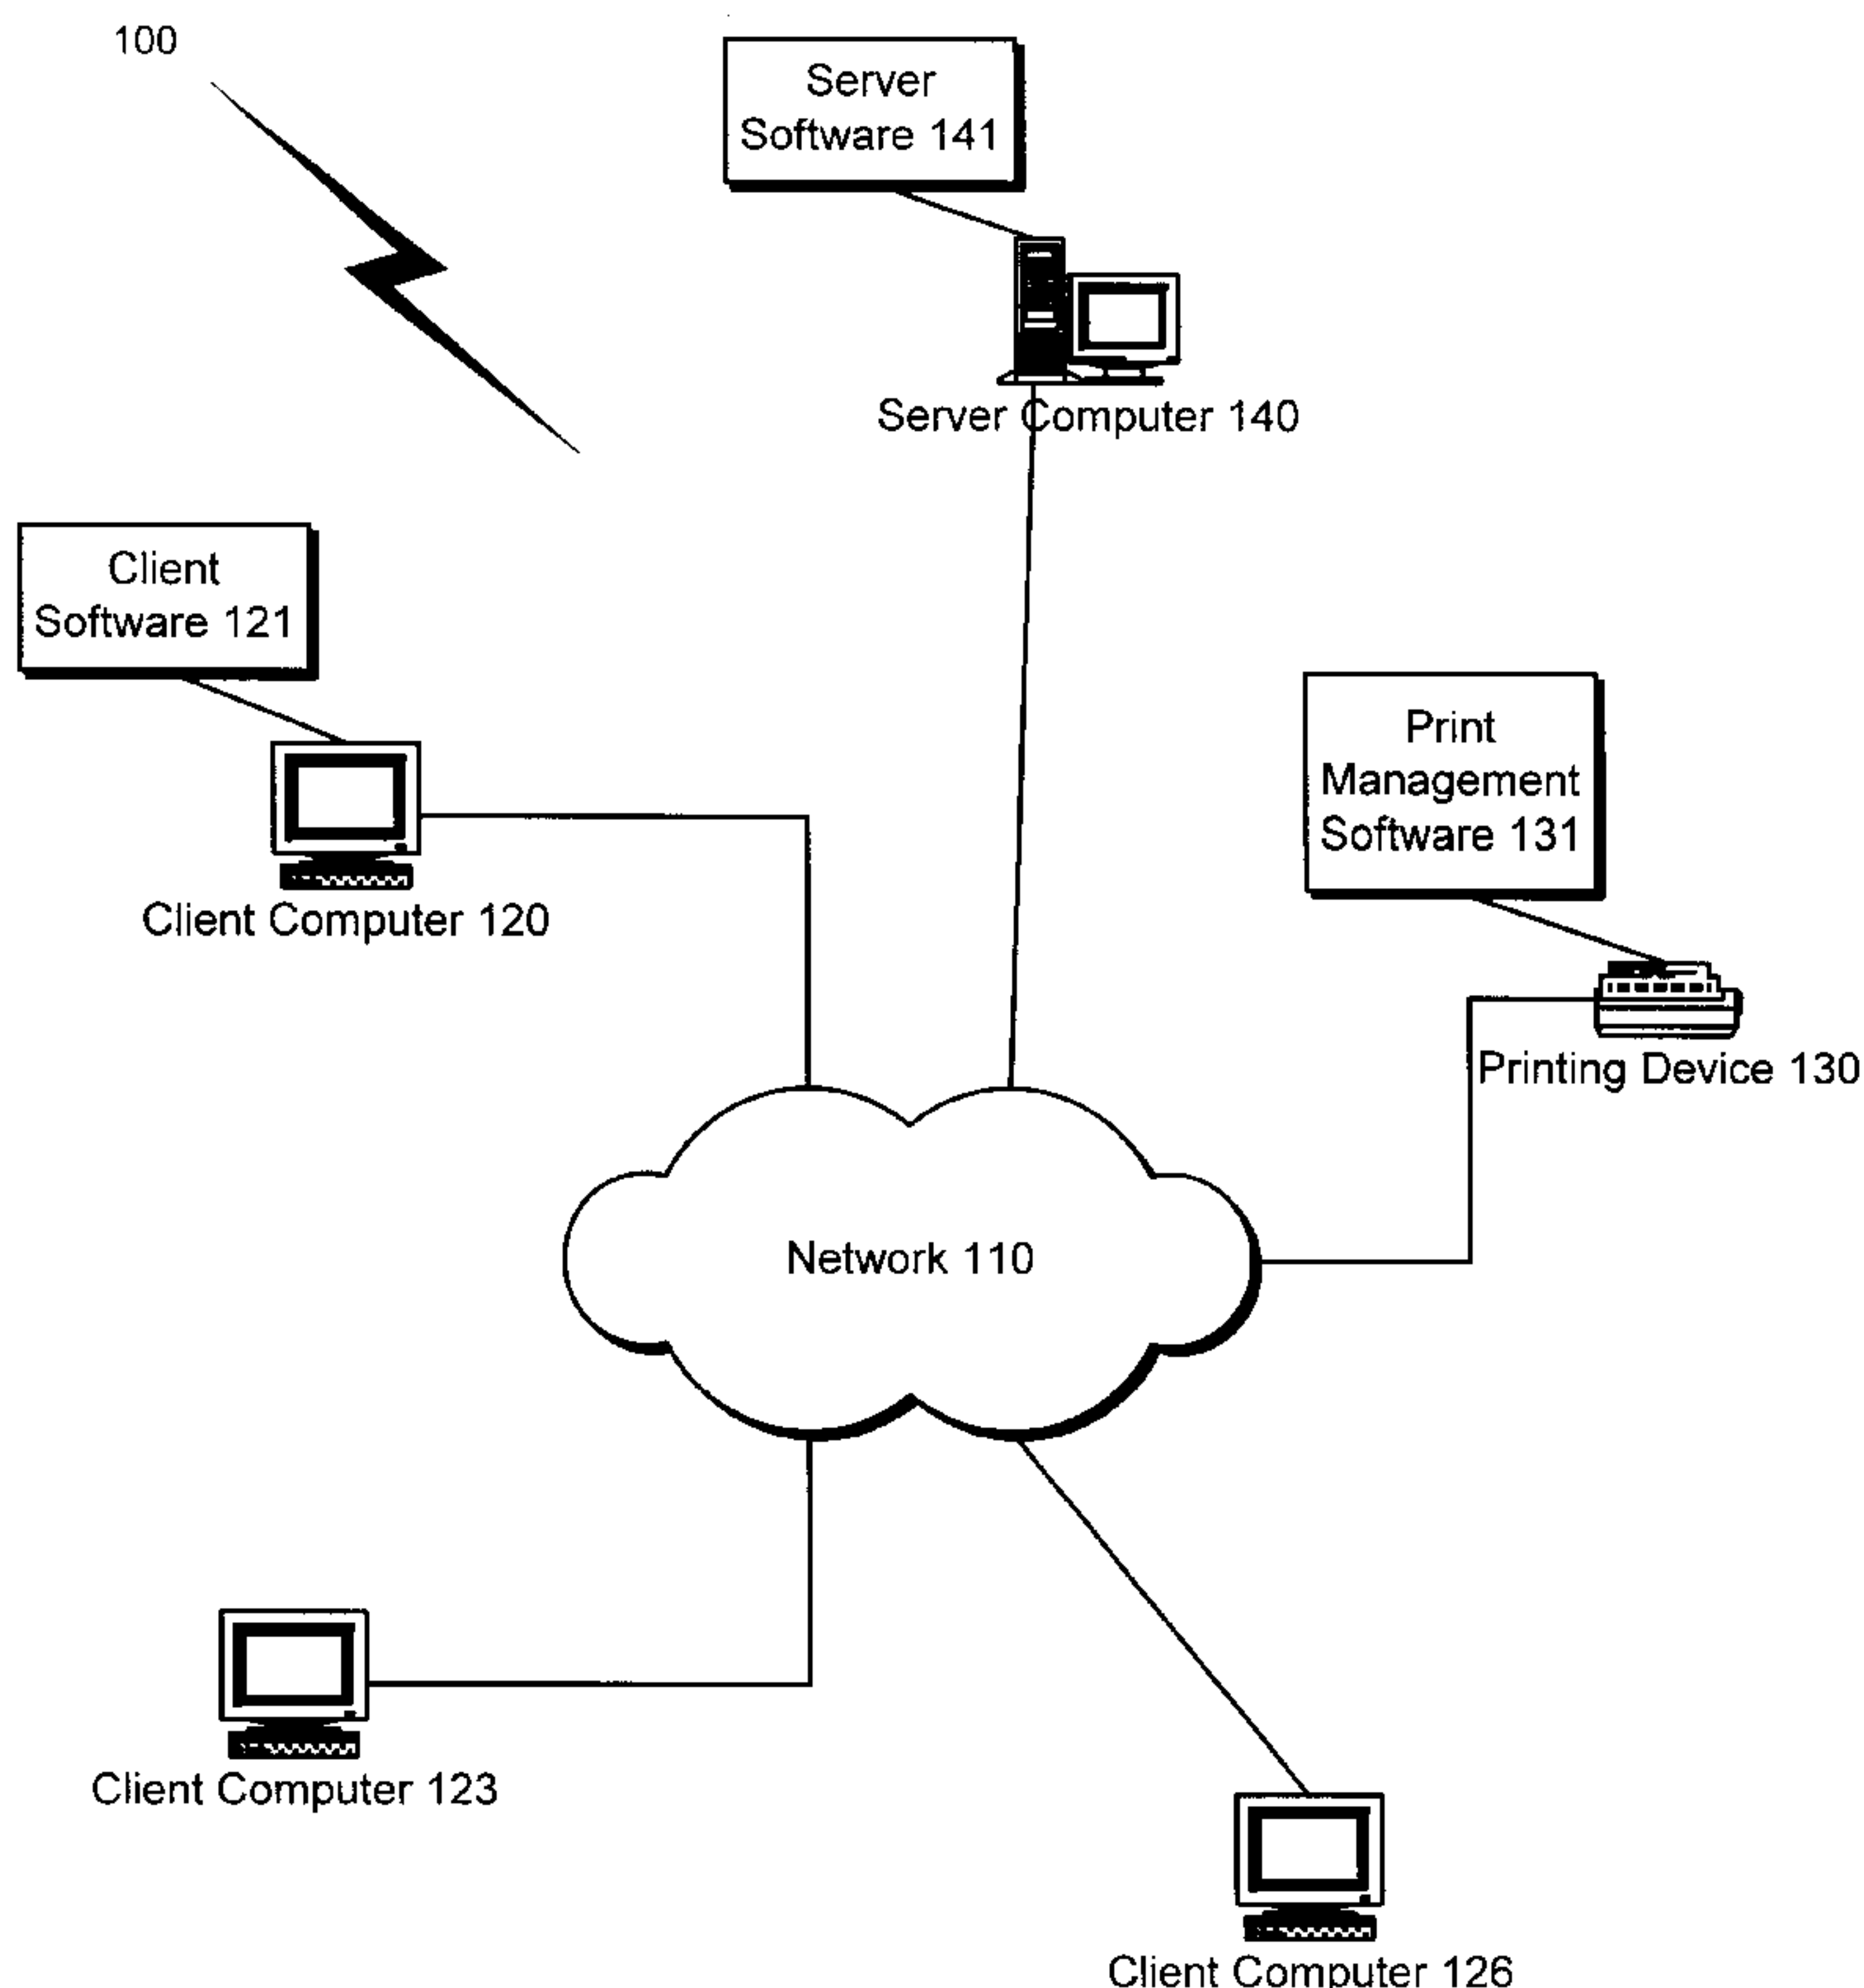 100
Server
Software 141
Server Computer 140
Client
Software 121
Client Computer 120
Print
Management
Software 131
Printing Device 130
Network 110
Client Computer 123
Client Computer 126